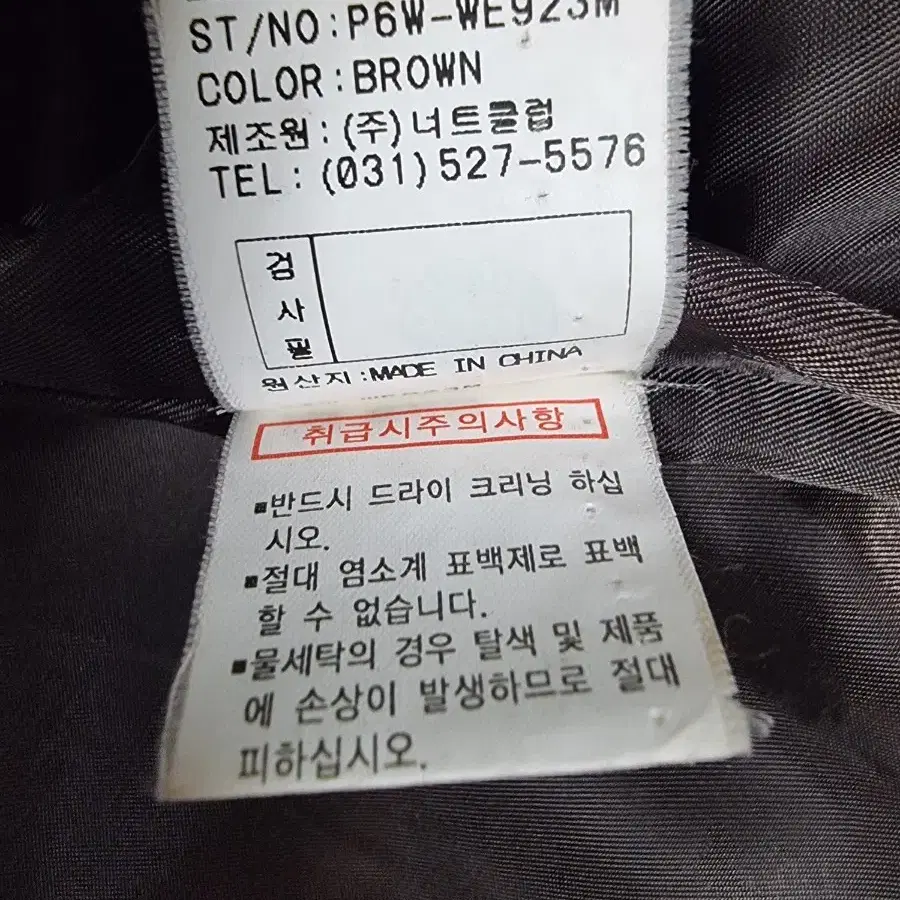 ST/NO:P6W-WE923M
COLOR:BROWN
제조원:(주)너트클럽
TEL:(031)527-5576
검
사
필
원산지:MADE IN CHINA
취급시주의사항
▪반드시 드라이 크리닝 하십
시오.
▪절대 염소계 표백제로 표백
할 수 없습니다.
▪물세탁의 경우 탈색 및 제품
에 손상이 발생하므로 절대
피하십시오.